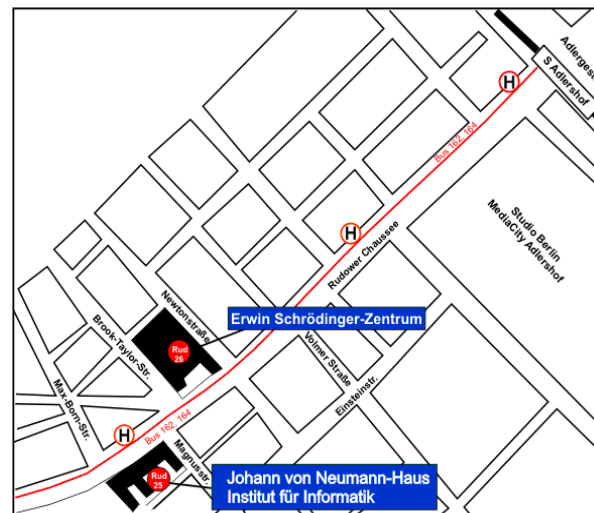 Adlergest
S Adlershof
H
Bus 162, 164
Studio Berlin
MediaCity Adlershof
H
Rudower Chaussee
Newtonstraße
Erwin Schrödinger-Zentrum
Brook-Taylor-Str.
Rud
26
Volmer Straße
Einsteinstr.
Max-Born-Str.
H
Bus 162, 164
Magnusstr.
Rud
25
Johann von Neumann-Haus
Institut für Informatik